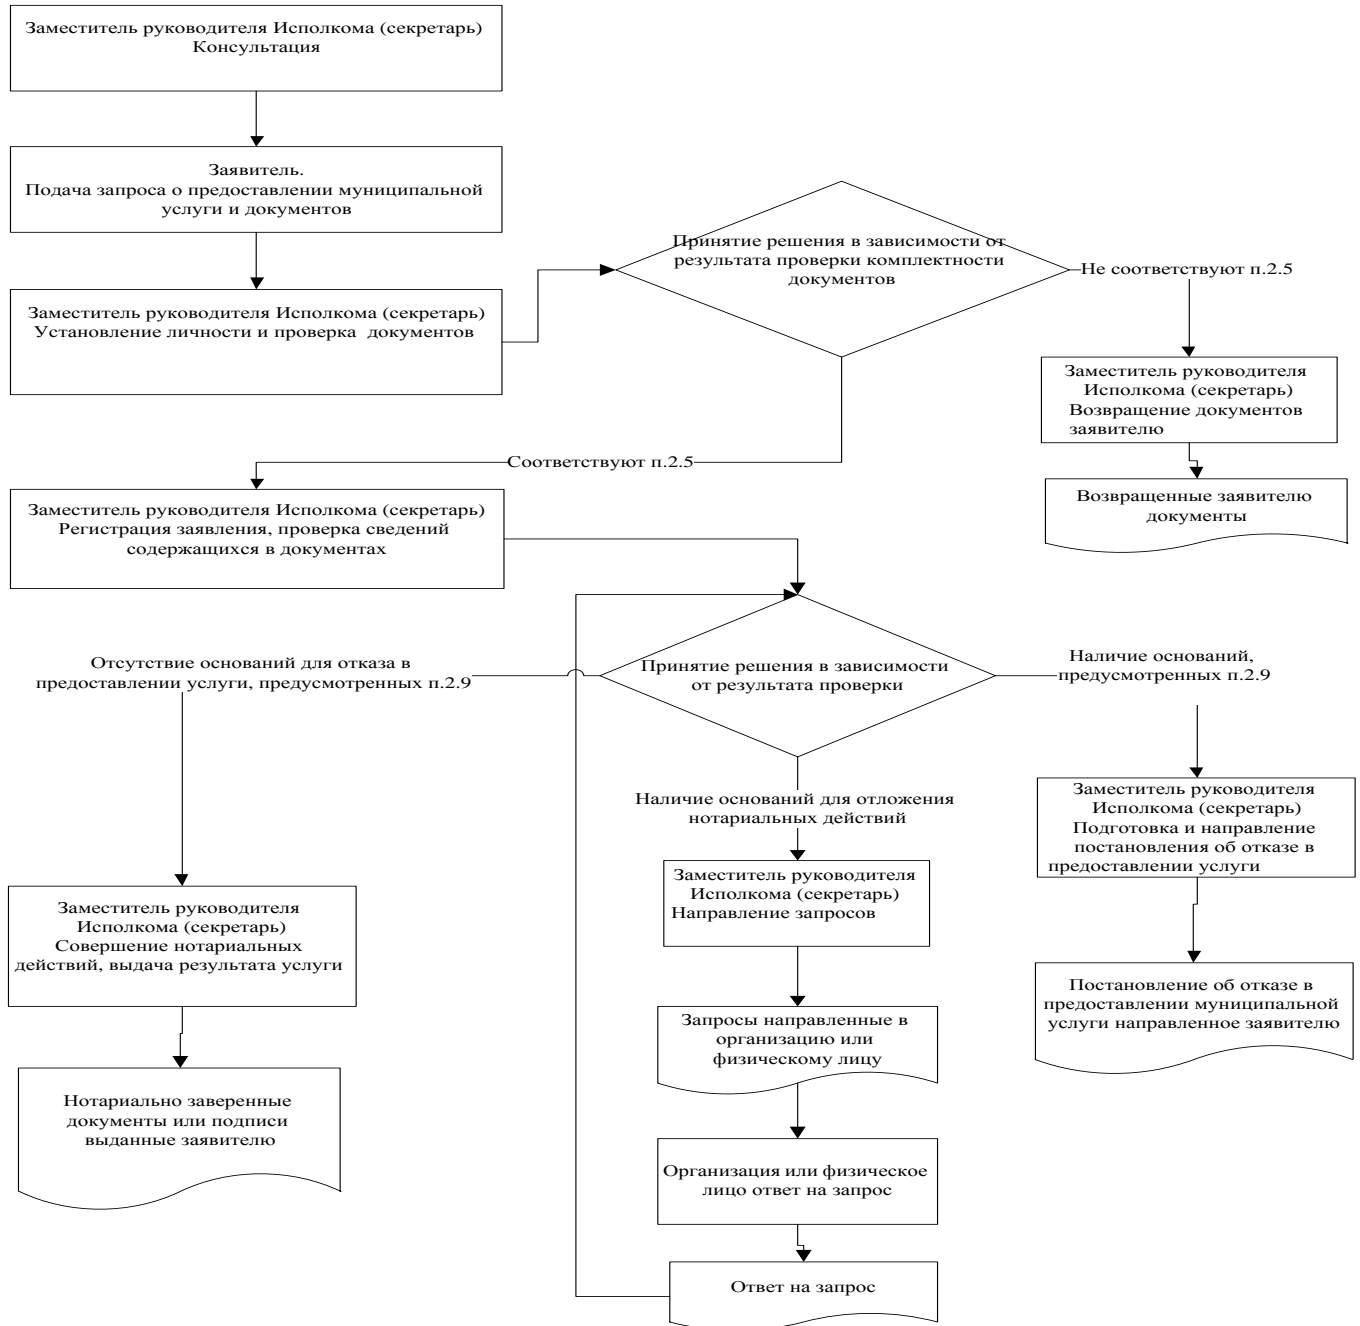 Заместитель руководителя Исполкома (секретарь)
Консультация
Заявитель.
Подача запроса о предоставлении муниципальной
услуги и документов
Заместитель руководителя Исполкома (секретарь)
Установление личности и проверка документов
Принятие решения в зависимости от
результата проверки комплектности
документов
Не соответствуют п.2.5
Заместитель руководителя
Исполкома (секретарь)
Возвращение документов
заявителю
Возвращенные заявителю
документы
Соответствуют п.2.5
Заместитель руководителя Исполкома (секретарь)
Регистрация заявления, проверка сведений
содержащихся в документах
Принятие решения в зависимости
от результата проверки
Отсутствие оснований для отказа в
предоставлении услуги, предусмотренных п.2.9
Наличие оснований,
предусмотренных п.2.9
Наличие оснований для отложения
нотариальных действий
Заместитель руководителя
Исполкома (секретарь)
Подготовка и направление
постановления об отказе в
предоставлении услуги
Заместитель руководителя
Исполкома (секретарь)
Направление запросов
Заместитель руководителя
Исполкома (секретарь)
Совершение нотариальных
действий, выдача результата услуги
Постановление об отказе в
предоставлении муниципальной
услуги направленное заявителю
Запросы направленные в
организацию или
физическому лицу
Нотариально заверенные
документы или подписи
выданные заявителю
Организация или физическое
лицо ответ на запрос
Ответ на запрос